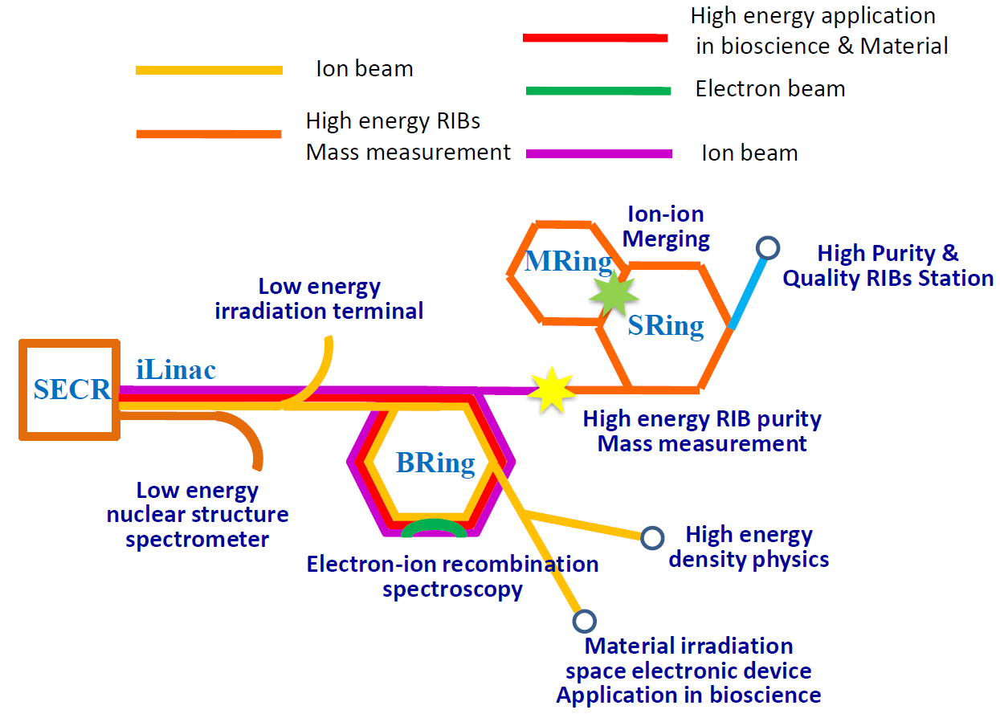 High energy application
in bioscience & Material
Ion beam
Electron beam
High energy RIBs
Mass measurement
Ion beam
Ion-ion
Merging
MRing
High Purity &
Quality RIBs Station
Low energy
irradiation terminal
SRing
iLinac
SECR
High energy RIB purity
Mass measurement
BRing
Low energy
nuclear structure
spectrometer
High energy
density physics
Electron-ion recombination
spectroscopy
Material irradiation
space electronic device
Application in bioscience